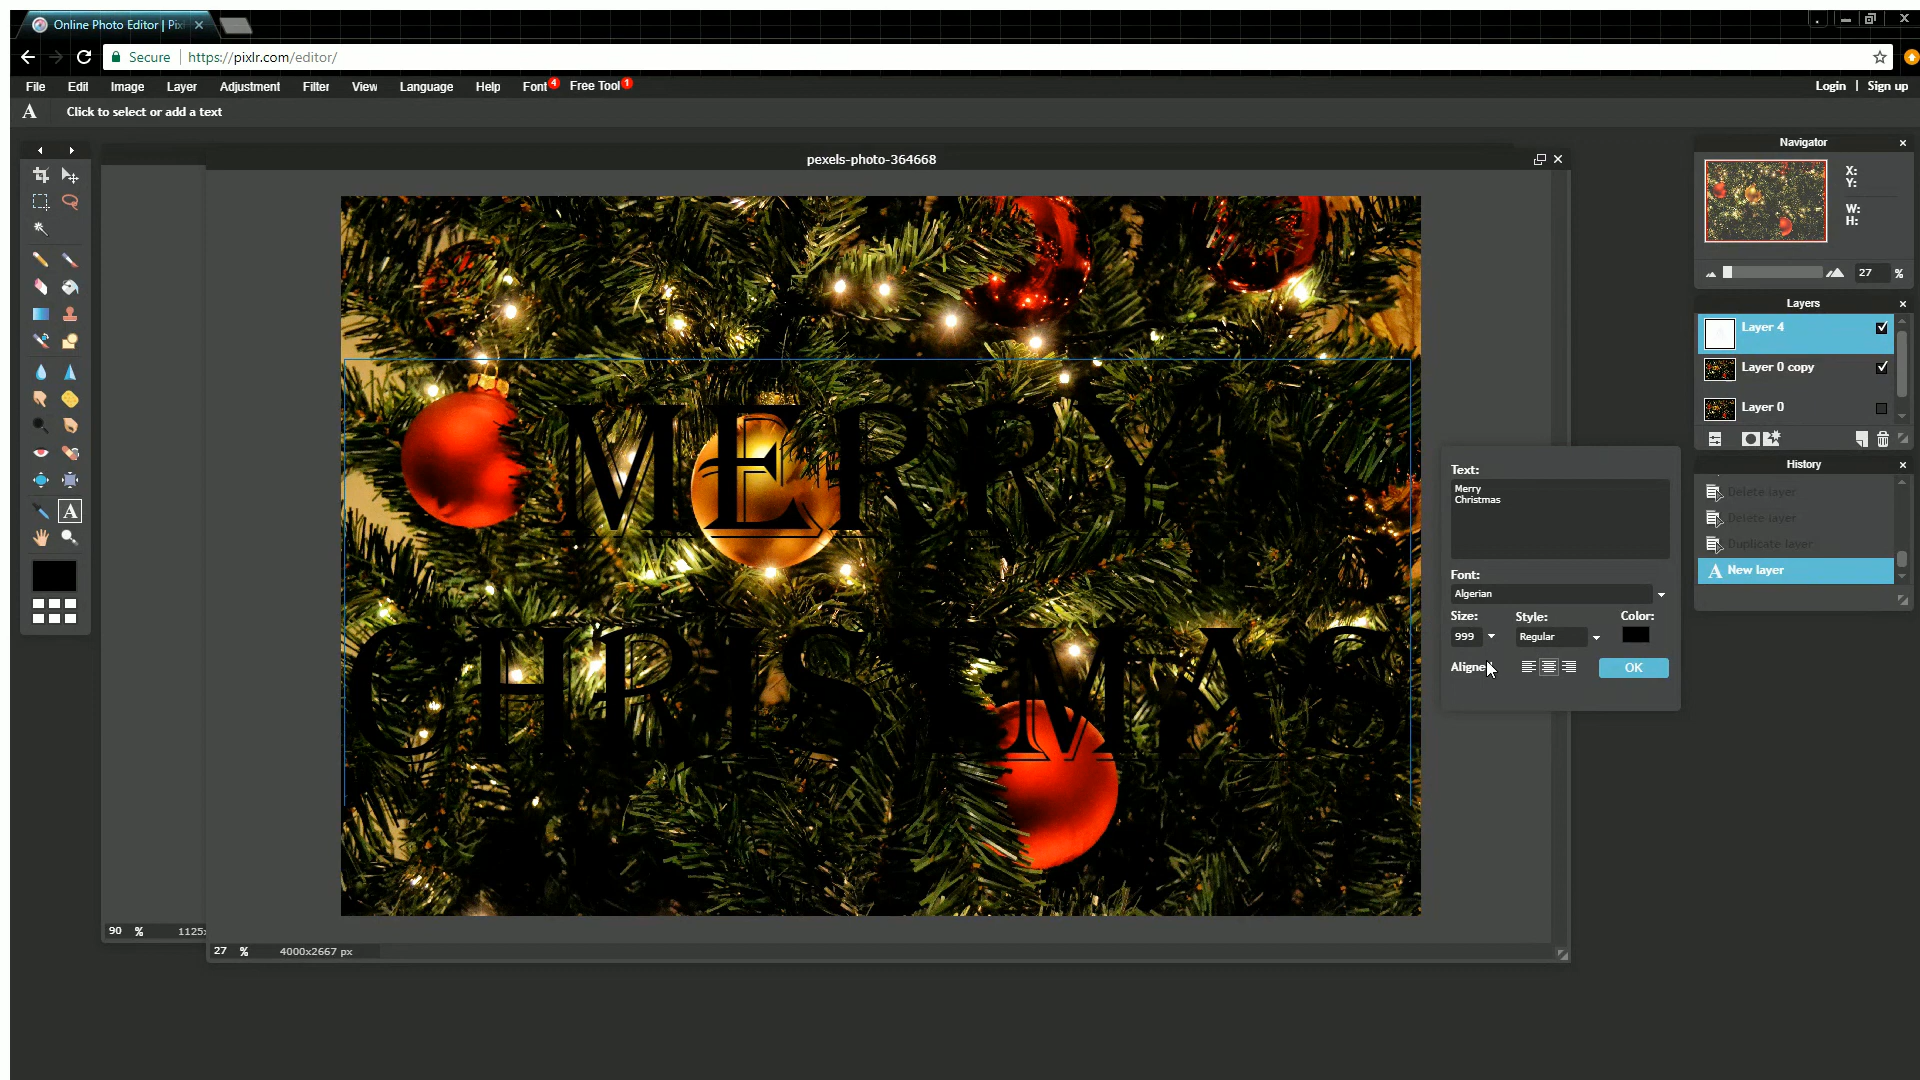 Online Photo Editor | Pix
Secure
https://pixlr.com/editor/
File Edit Image Layer Adjustment Filter View Language Help Font 4 Free Tool 1
Login | Sign up
A Click to select or add a text
pexels-photo-364668
Navigator
X:
Y:
W:
H:
27 %
Layers
Layer 4
Layer 0 copy
Layer 0
History
Delete layer
Delete layer
Duplicate layer
A New layer
MERRY
CHRISTMAS
Text:
Merry
Christmas
Font:
Algerian
Size: Style: Color:
999 Regular
Aligne
OK
A
90 % 1125x
27 % 4000x2667 px